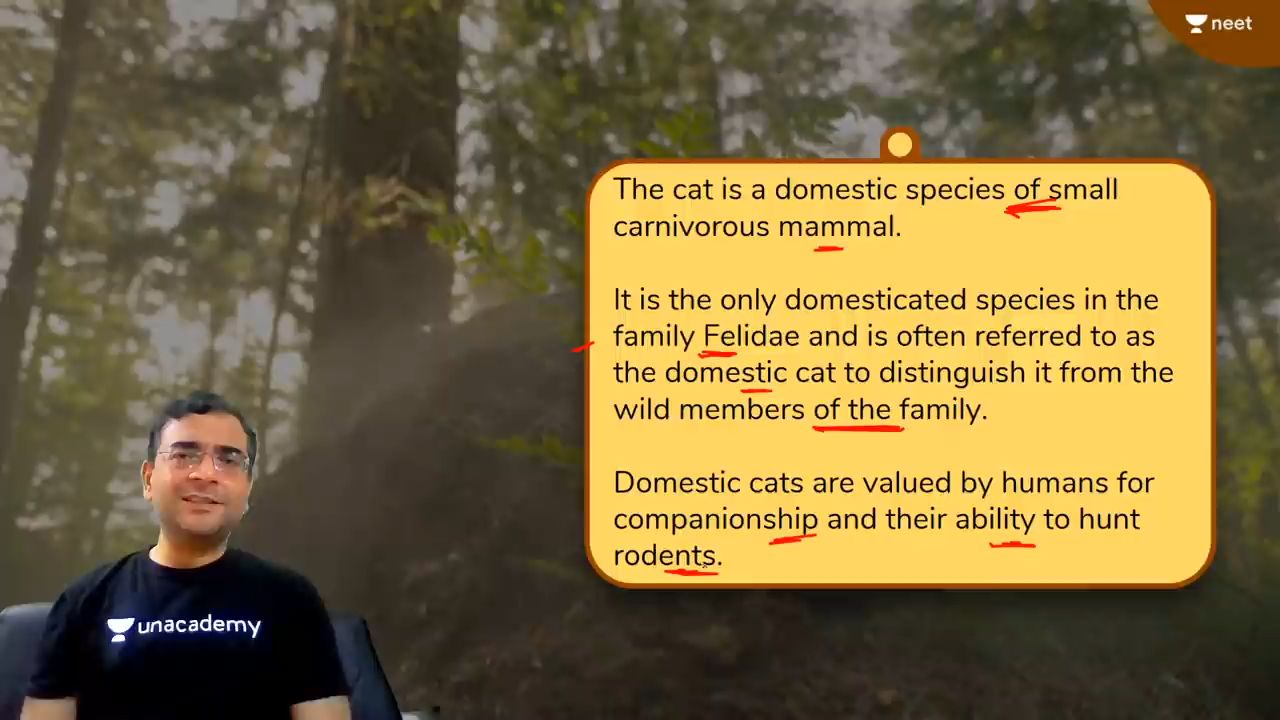 neet
The cat is a domestic species of small
carnivorous mammal.
It is the only domesticated species in the
family Felidae and is often referred to as
the domestic cat to distinguish it from the
wild members of the family.
Domestic cats are valued by humans for
companionship and their ability to hunt
rodents.
unacademy